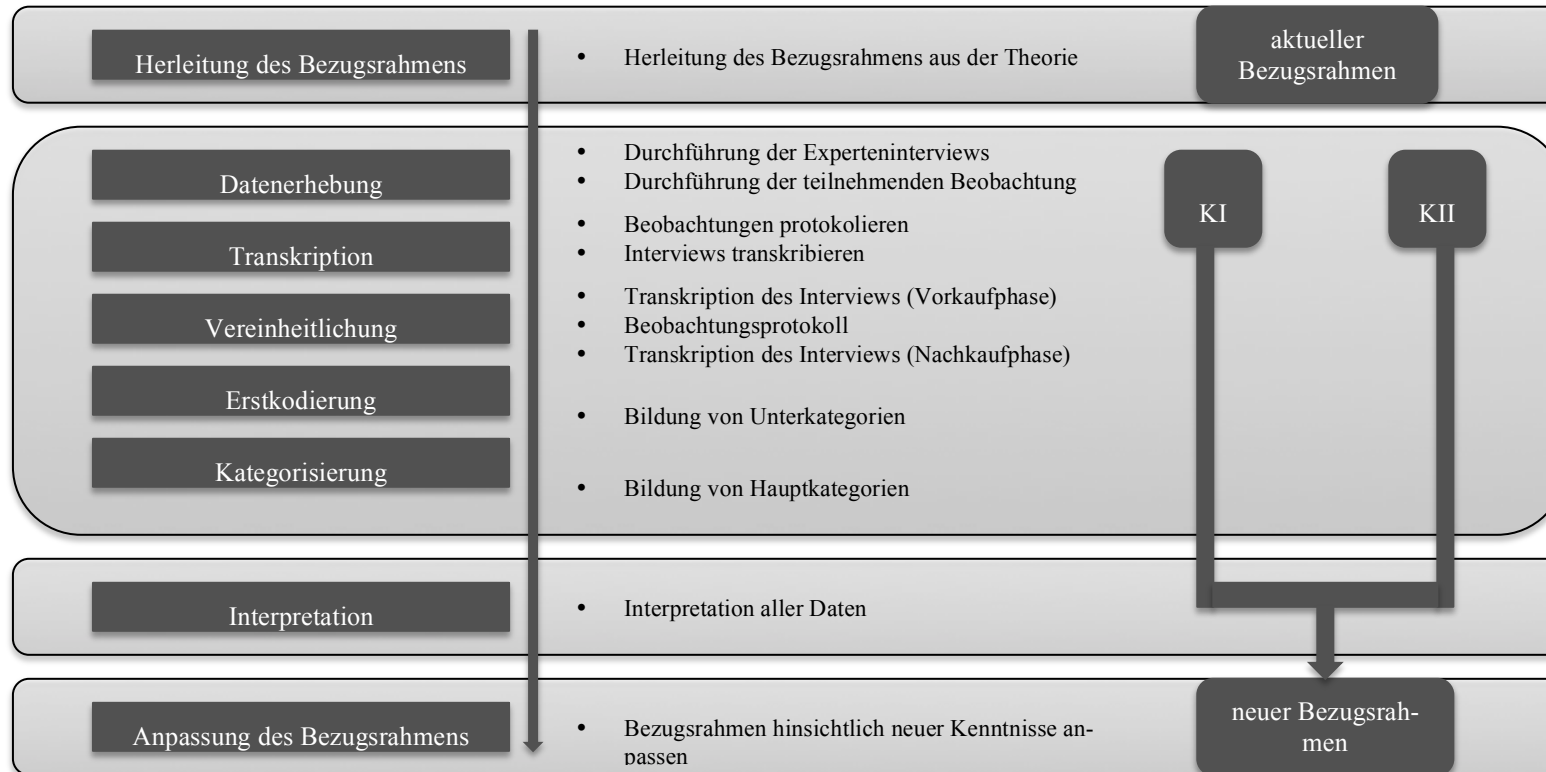 Herleitung des Bezugsrahmens
• Herleitung des Bezugsrahmens aus der Theorie
aktueller
Bezugsrahmen
Datenerhebung
• Durchführung der Experteninterviews
• Durchführung der teilnehmenden Beobachtung
KI
KII
Transkription
• Beobachtungen protokolieren
• Interviews transkribieren
Vereinheitlichung
• Transkription des Interviews (Vorkaufphase)
• Beobachtungsprotokoll
• Transkription des Interviews (Nachkaufphase)
Erstkodierung
• Bildung von Unterkategorien
Kategorisierung
• Bildung von Hauptkategorien
Interpretation
• Interpretation aller Daten
Anpassung des Bezugsrahmens
• Bezugsrahmen hinsichtlich neuer Kenntnisse an-
passen
neuer Bezugsrah-
men